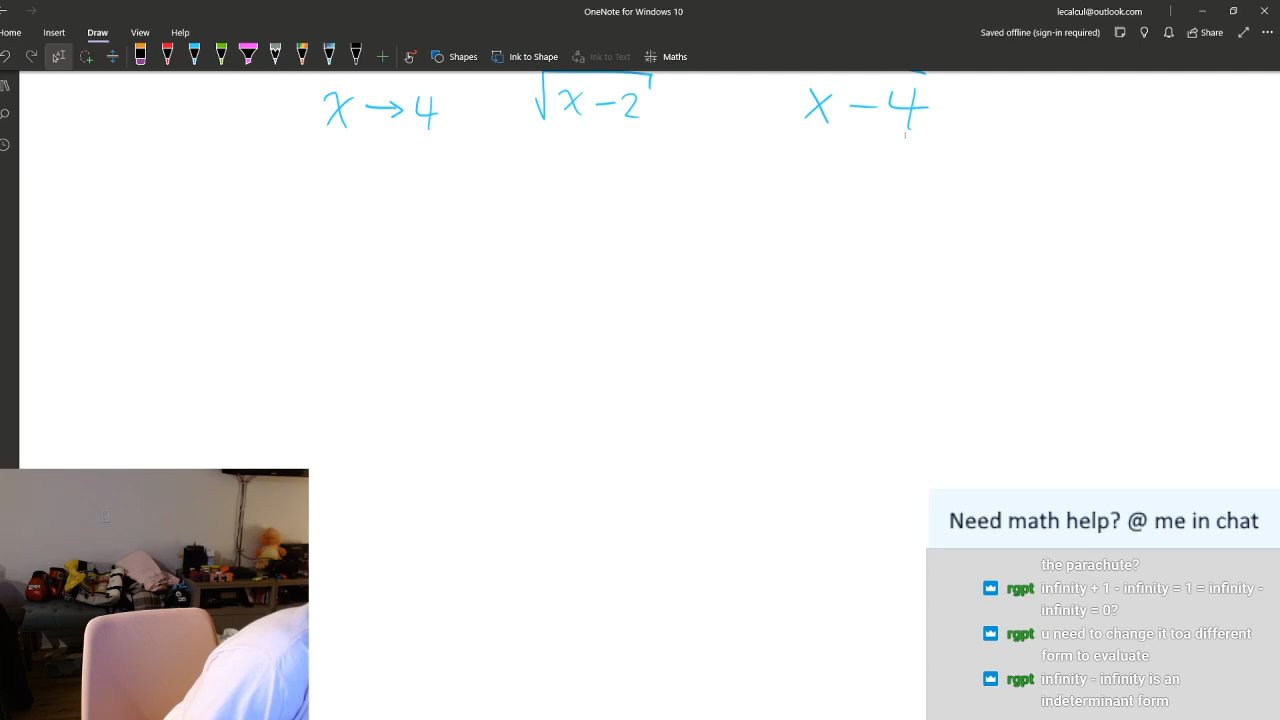 OneNote for Windows 10
lecalcul@outlook.com
Home Insert Draw View Help
Saved offline (sign-in required) Share
Shapes Ink to Shape Ink to Text Maths
x → 4 √x - 2 x - 4
Need math help? @ me in chat
the parachute?
rgpt infinity + 1 - infinity = 1 = infinity -
infinity = 0?
rgpt u need to change it toa different
form to evaluate
rgpt infinity - infinity is an
indeterminant form